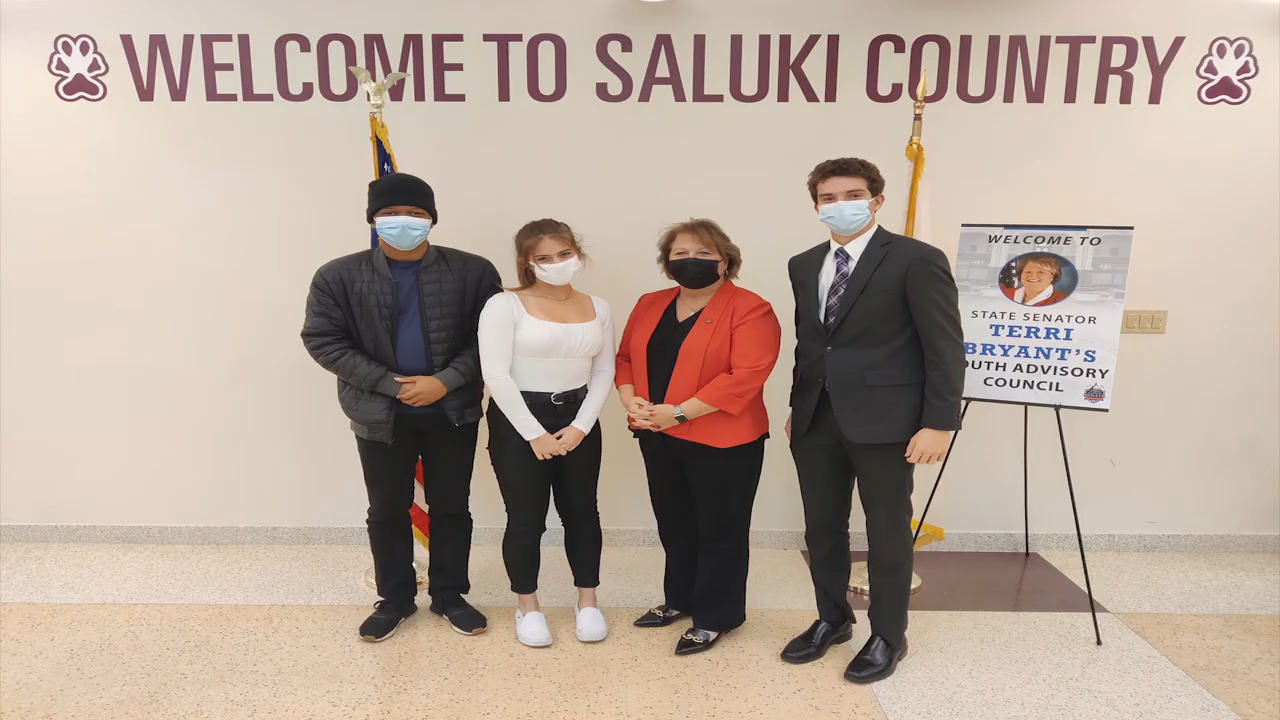 WELCOME TO SALUKI COUNTRY
WELCOME TO
STATE SENATOR
TERRI
BRYANT'S
OUTH ADVISORY
COUNCIL